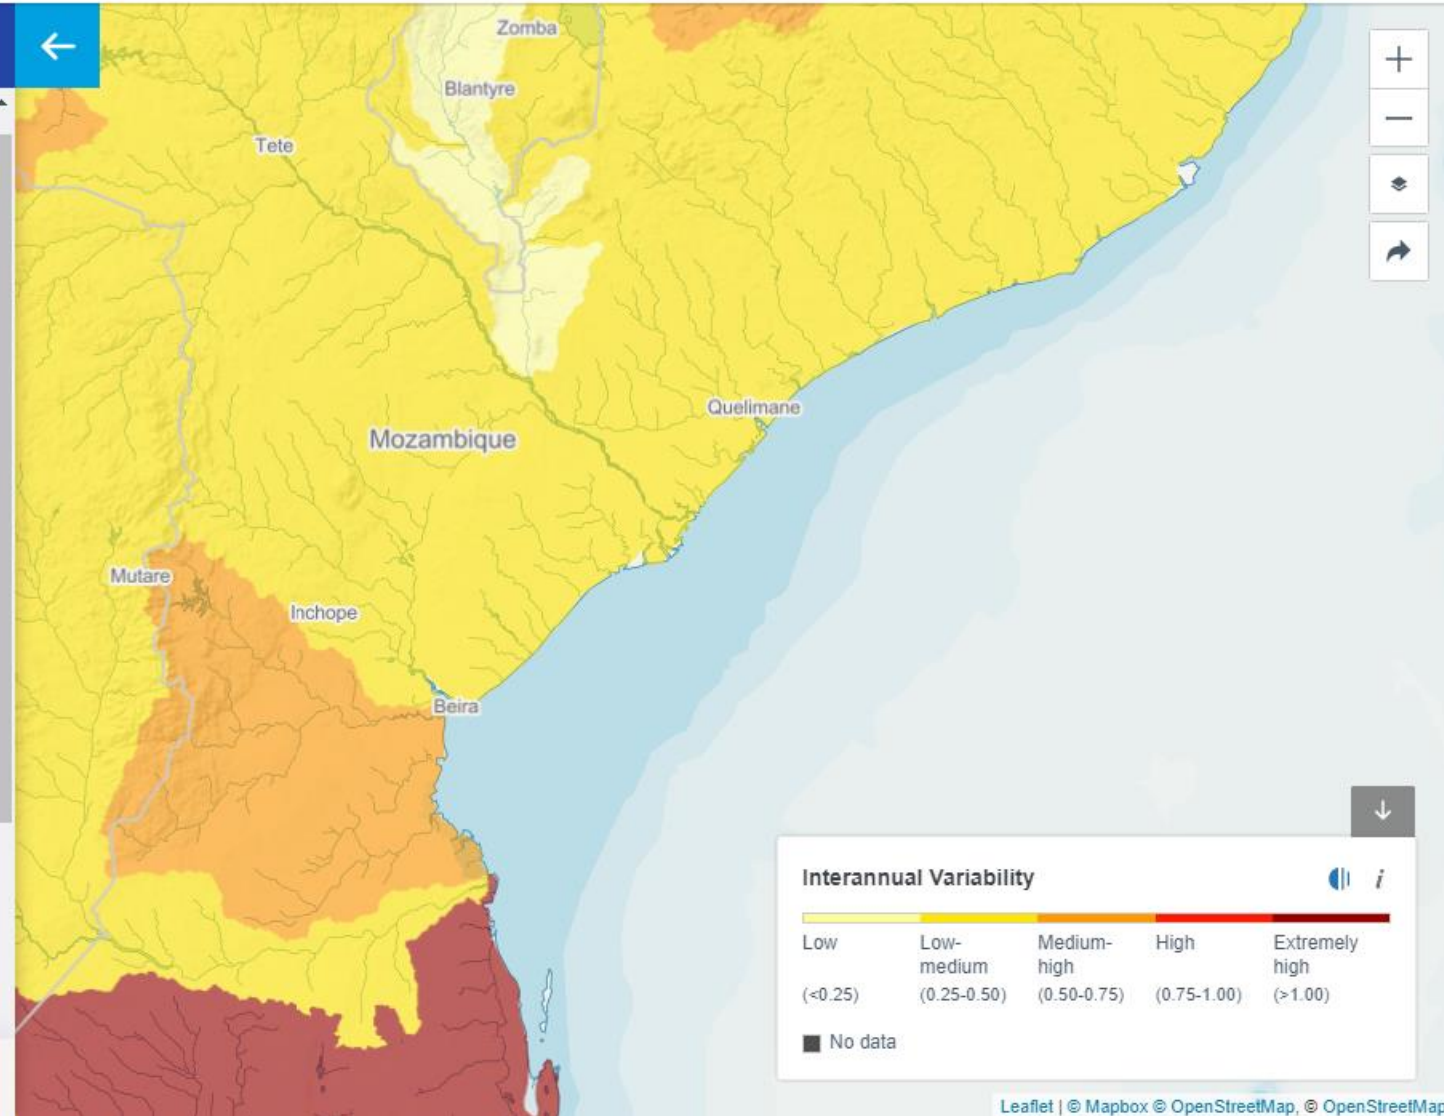 Zomba
Blantyre
Tete
Quelimane
Mozambique
Mutare
Inchope
Beira
Interannual Variability
i
Low Low- Medium- High Extremely
medium high high
(<0.25) (0.25-0.50) (0.50-0.75) (0.75-1.00) (>1.00)
No data
Leaflet | © Mapbox © OpenStreetMap, © OpenStreetMap